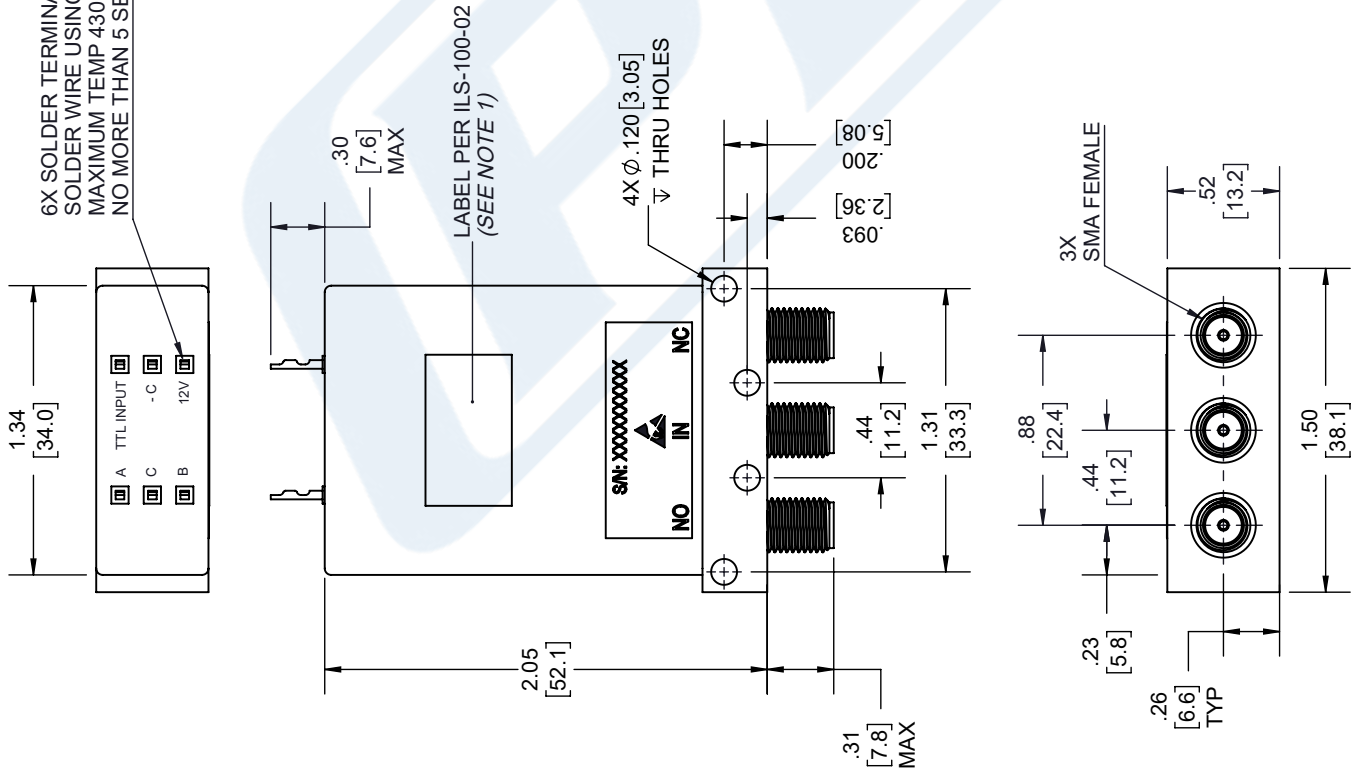 6X SOLDER TERMINA
SOLDER WIRE USING
MAXIMUM TEMP 430
NO MORE THAN 5 SE
1.34
[34.0]
A TTL INPUT
C -C
B 12V
.30
[7.6]
MAX
LABEL PER ILS-100-02
(SEE NOTE 1)
S/N: XXXXXXXXXX
NO IN NC
4X Ø.120 [3.05]
THRU HOLES
.200
[5.08]
.093
[2.36]
.44
[11.2]
1.31
[33.3]
2.05
[52.1]
.31
[7.8]
MAX
3X
SMA FEMALE
.88
[22.4]
.44
[11.2]
.52
[13.2]
.23
[5.8]
.26
[6.6]
TYP
1.50
[38.1]